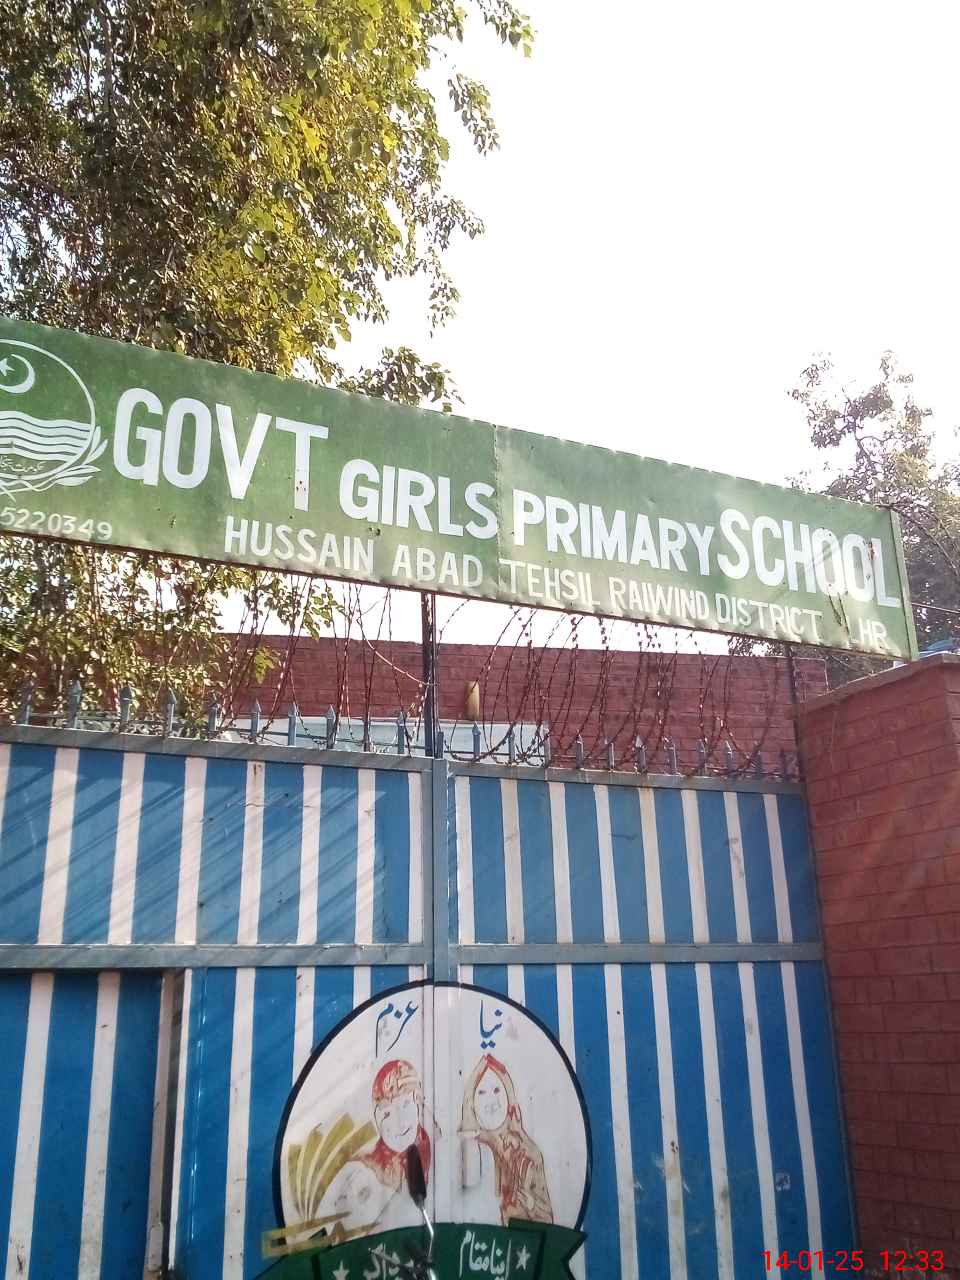 GOVT GIRLS PRIMARY SCHOOL
5220349
HUSSAIN ABAD TEHSIL RAIWIND DISTRICT LHR
نیا عزم
اپنا مقام
14-01-25 12:33